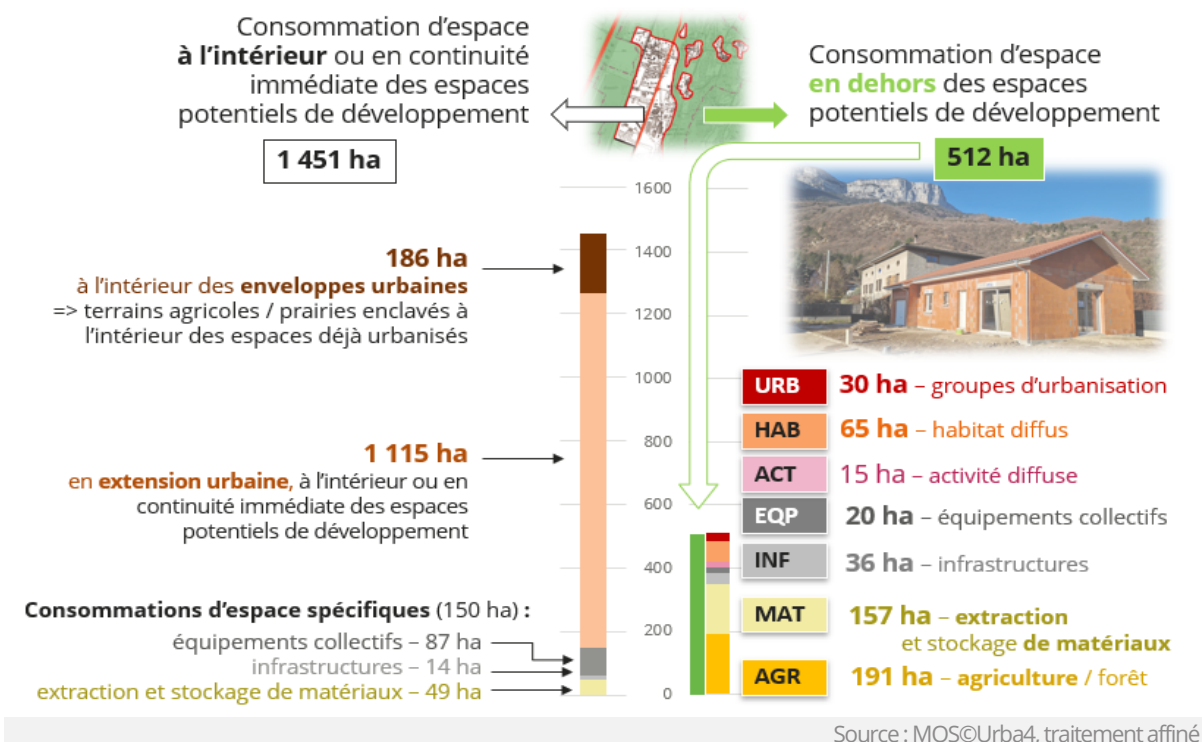 Consommation d'espace
à l'intérieur ou en continuité
immédiate des espaces
potentiels de développement
1 451 ha
Consommation d'espace
en dehors des espaces
potentiels de développement
512 ha
186 ha
à l'intérieur des enveloppes urbaines
=> terrains agricoles / prairies enclavés à
l'intérieur des espaces déjà urbanisés
1 115 ha
en extension urbaine, à l'intérieur ou en
continuité immédiate des espaces
potentiels de développement
Consommations d'espace spécifiques (150 ha) :
équipements collectifs – 87 ha
infrastructures – 14 ha
extraction et stockage de matériaux – 49 ha
1600
1400
1200
1000
800
600
400
200
0
URB 30 ha – groupes d'urbanisation
HAB 65 ha – habitat diffus
ACT 15 ha – activité diffuse
EQP 20 ha – équipements collectifs
INF 36 ha – infrastructures
MAT 157 ha – extraction
et stockage de matériaux
AGR 191 ha – agriculture / forêt
Source : MOS©Urba4, traitement affiné